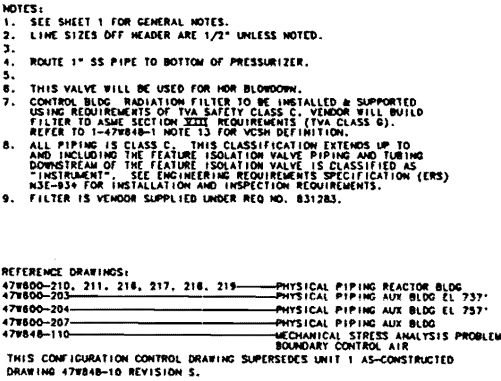 NOTES:
1. SEE SHEET 1 FOR GENERAL NOTES.
2. LINE SIZES OFF HEADER ARE 1/2" UNLESS NOTED.
3.
4. ROUTE 1" SS PIPE TO BOTTOM OF PRESSURIZER.
5.
6. THIS VALVE WILL BE USED FOR HDR BLOWDOWN.
7. CONTROL BLDG RADIATION FILTER TO BE INSTALLED & SUPPORTED
USING REQUIREMENTS OF TVA SAFETY CLASS C. VENDOR WILL BUILD
FILTER TO ASME SECTION VIII REQUIREMENTS (TVA CLASS G).
REFER TO 1-47W848-1 NOTE 13 FOR VCSH DEFINITION.
8. ALL PIPING IS CLASS C. THIS CLASSIFICATION EXTENDS UP TO
AND INCLUDING THE FEATURE ISOLATION VALVE PIPING AND TUBING
DOWNSTREAM OF THE FEATURE ISOLATION VALVE IS CLASSIFIED AS
"INSTRUMENT". SEE ENGINEERING REQUIREMENTS SPECIFICATION (ERS)
N3E-934 FOR INSTALLATION AND INSPECTION REQUIREMENTS.
9. FILTER IS VENDOR SUPPLIED UNDER REQ NO. 831283.
REFERENCE DRAWINGS:
47W600-210, 211, 216, 217, 218, 219 PHYSICAL PIPING REACTOR BLDG
47W600-203 PHYSICAL PIPING AUX BLDG EL 737'
47W600-204 PHYSICAL PIPING AUX BLDG EL 757'
47W600-207 PHYSICAL PIPING AUX BLDG
47W848-110 MECHANICAL STRESS ANALYSIS PROBLEM
BOUNDARY CONTROL AIR
THIS CONFIGURATION CONTROL DRAWING SUPERSEDES UNIT 1 AS-CONSTRUCTED
DRAWING 47W848-10 REVISION S.